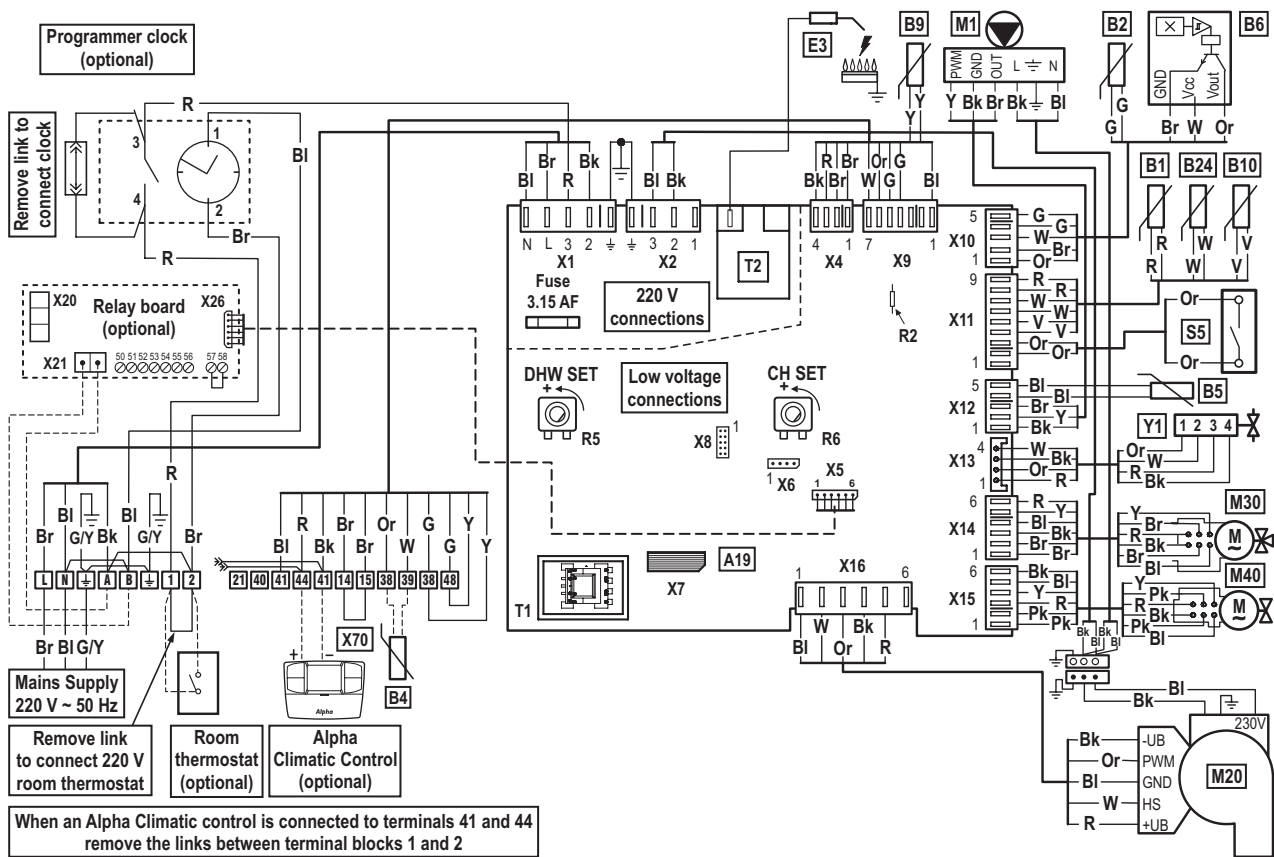 Programmer clock
(optional)
Remove link to
connect clock
R
3
4
1
2
Bl
Br
R
X20
Relay board
(optional)
X26
X21
50 51 52 53 54 55 56 57 58
E3
B9
Y
Y
M1
PWM GND OUT L N
Y Bk Br Bk Bl
B2
G
G
B6
GND Vcc Vout
Br W Or
B1
R
R
B24
W
W
B10
V
V
Bl Br R Bk
N L 3 2
X1
Bl Bk
3 2 1
X2
Fuse
3.15 AF
220 V
connections
T2
Bk R Br Br
4 1
X4
W Or G G Bl
7 1
X9
R2
DHW SET
+
R5
Low voltage
connections
CH SET
+
R6
X8
1
X6
1
X5
1 6
5
X10
1
G
G
W
Br
Or
9
X11
1
R
R
W
W
V
V
Or
Or
Or
S5
Or
5
X12
1
Bl
Bl
Br
Y
Bk
B5
4
X13
1
W
Bk
Or
R
Y1
1 2 3 4
Or
W
R
Bk
6
X14
1
R
Y
Bl
Bk
Br
Br
M30
Y
Br
R
Bk
Br
Bl
M
~
6
X15
1
Bk
Bl
Y
R
Pk
Pk
M40
Y
Pk
R
Bk
Pk
Bl
M
~
T1
X7
A19
X16
1 6
Bl W Or Bk R
Bk Bl Bk Bl
Bl
Bk
230V
Bk -UB
Or PWM
Bl GND
W HS
R +UB
M20
R
Br Bl G/Y Bk Bl G/Y Br
L N A B 1 2
Br Bl G/Y
Mains Supply
220 V ~ 50 Hz
Remove link
to connect 220 V
room thermostat
Room
thermostat
(optional)
Bl R Bk Br Br Or W G G Y Y
21 40 41 44 41 14 15 38 39 38 48
X70
B4
+ −
Alpha
Alpha
Climatic Control
(optional)
When an Alpha Climatic control is connected to terminals 41 and 44
remove the links between terminal blocks 1 and 2